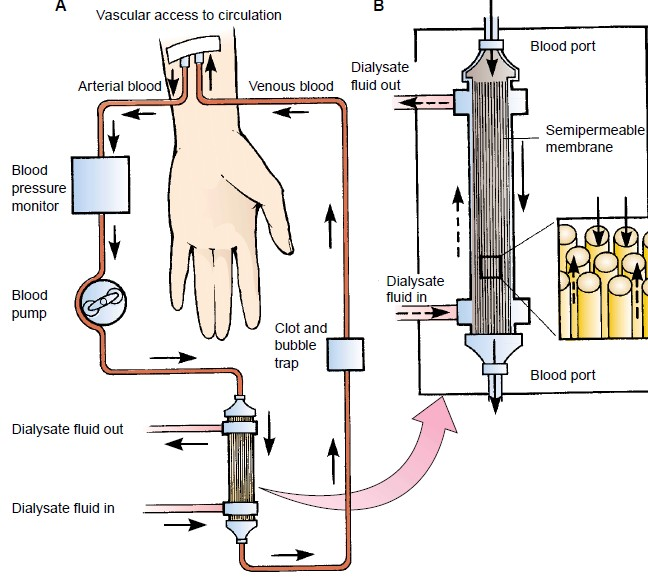 A
Vascular access to circulation
Arterial blood
Venous blood
Blood
pressure
monitor
Blood
pump
Clot and
bubble
trap
Dialysate fluid out
Dialysate fluid in
B
Blood port
Dialysate
fluid out
Semipermeable
membrane
Dialysate
fluid in
Blood port